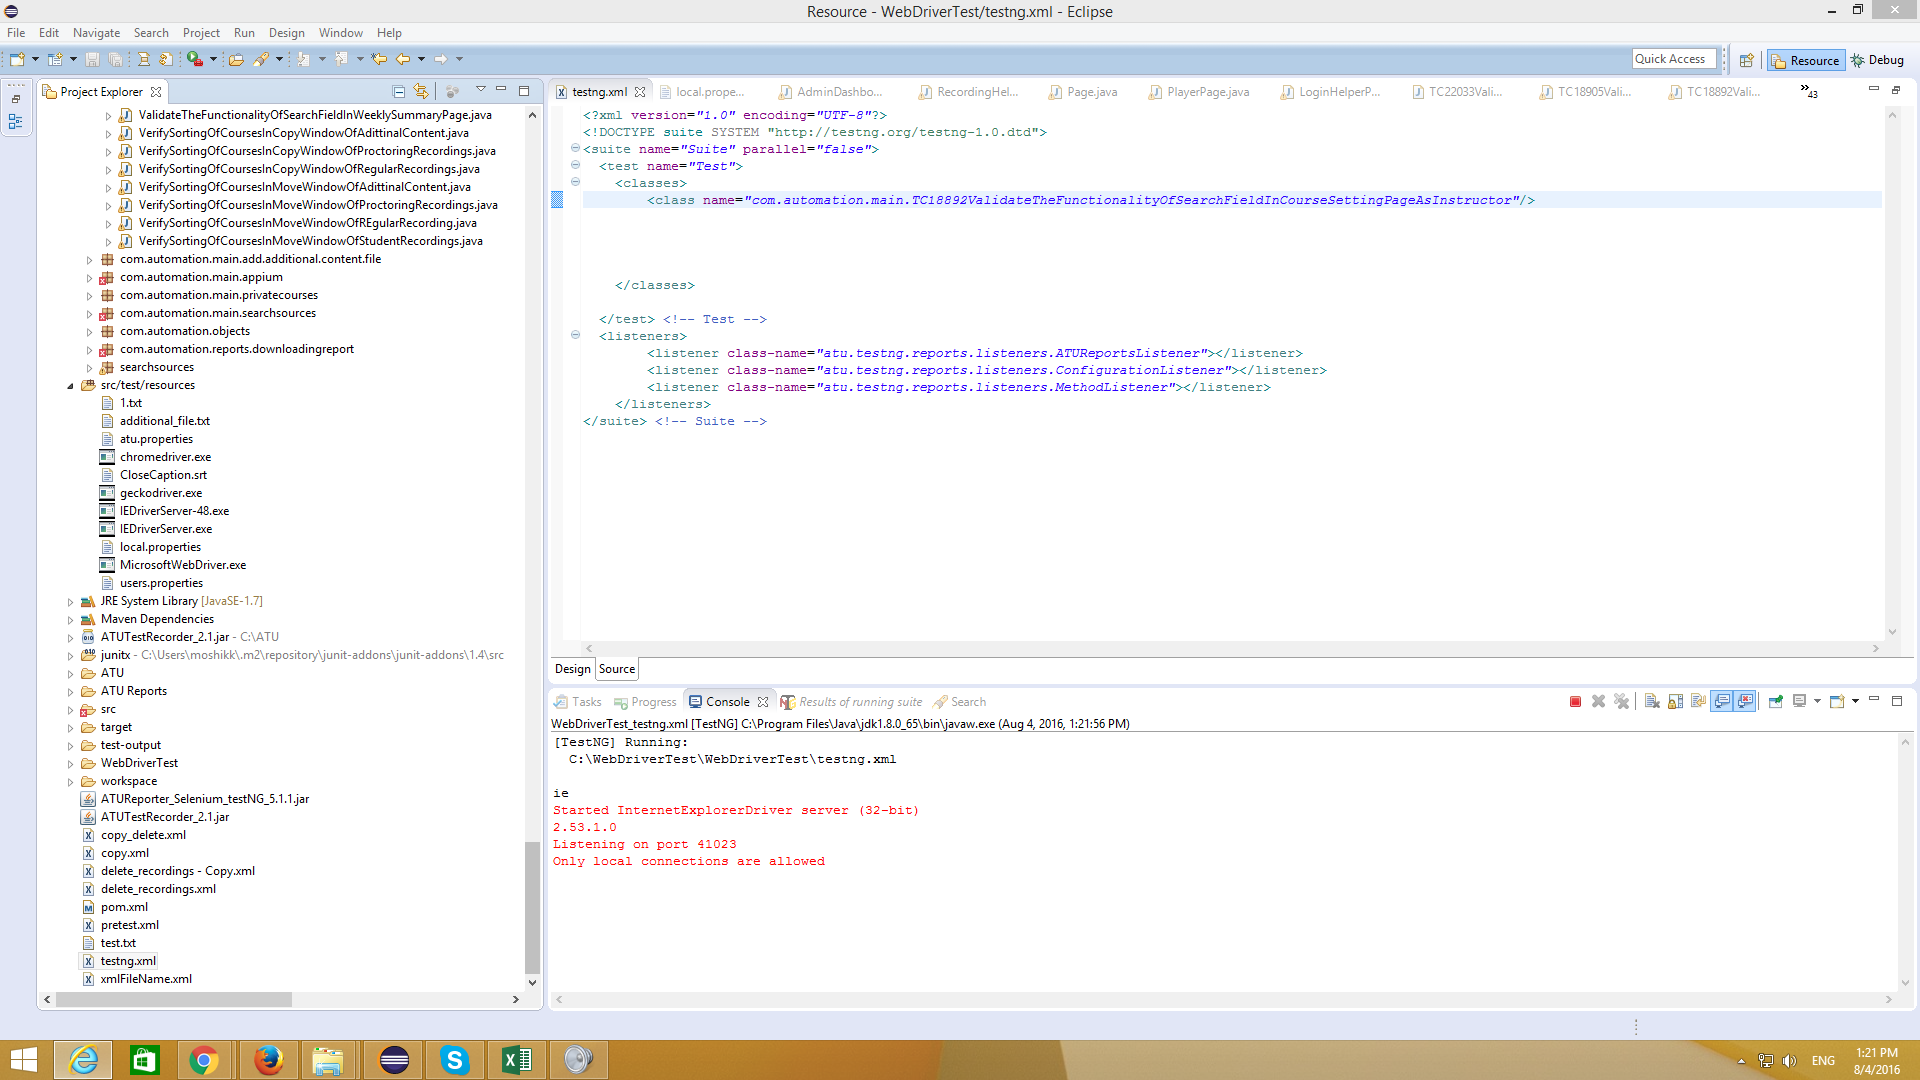 Resource - WebDriverTest/testng.xml - Eclipse
File Edit Navigate Search Project Run Design Window Help
Quick Access Resource Debug
Project Explorer
ValidateTheFunctionalityOfSearchFieldInWeeklySummaryPage.java
VerifySortingOfCoursesInCopyWindowOfAdittinalContent.java
VerifySortingOfCoursesInCopyWindowOfProctoringRecordings.java
VerifySortingOfCoursesInCopyWindowOfRegularRecordings.java
VerifySortingOfCoursesInMoveWindowOfAdittinalContent.java
VerifySortingOfCoursesInMoveWindowOfProctoringRecordings.java
VerifySortingOfCoursesInMoveWindowOfREgularRecording.java
VerifySortingOfCoursesInMoveWindowOfStudentRecordings.java
com.automation.main.add.additional.content.file
com.automation.main.appium
com.automation.main.privatecourses
com.automation.main.searchsources
com.automation.objects
com.automation.reports.downloadingreport
searchsources
src/test/resources
1.txt
additional_file.txt
atu.properties
chromedriver.exe
CloseCaption.srt
geckodriver.exe
IEDriverServer-48.exe
IEDriverServer.exe
local.properties
MicrosoftWebDriver.exe
users.properties
JRE System Library [JavaSE-1.7]
Maven Dependencies
ATUTestRecorder_2.1.jar - C:\ATU
junitx - C:\Users\moshikk\.m2\repository\junit-addons\junit-addons\1.4\src
ATU
ATU Reports
src
target
test-output
WebDriverTest
workspace
ATUReporter_Selenium_testNG_5.1.1.jar
ATUTestRecorder_2.1.jar
copy_delete.xml
copy.xml
delete_recordings - Copy.xml
delete_recordings.xml
pom.xml
pretest.xml
test.txt
testng.xml
xmlFileName.xml
testng.xml local.prope... AdminDashbo... RecordingHel... Page.java PlayerPage.java LoginHelperP... TC22033Vali... TC18905Vali... TC18892Vali... »43
<?xml version="1.0" encoding="UTF-8"?>
<!DOCTYPE suite SYSTEM "http://testng.org/testng-1.0.dtd">
<suite name="Suite" parallel="false">
<test name="Test">
<classes>
<class name="com.automation.main.TC18892ValidateTheFunctionalityOfSearchFieldInCourseSettingPageAsInstructor"/>
</classes>
</test> <!-- Test -->
<listeners>
<listener class-name="atu.testng.reports.listeners.ATUReportsListener"></listener>
<listener class-name="atu.testng.reports.listeners.ConfigurationListener"></listener>
<listener class-name="atu.testng.reports.listeners.MethodListener"></listener>
</listeners>
</suite> <!-- Suite -->
Design Source
Tasks Progress Console Results of running suite Search
WebDriverTest_testng.xml [TestNG] C:\Program Files\Java\jdk1.8.0_65\bin\javaw.exe (Aug 4, 2016, 1:21:56 PM)
[TestNG] Running:
C:\WebDriverTest\WebDriverTest\testng.xml
ie
Started InternetExplorerDriver server (32-bit)
2.53.1.0
Listening on port 41023
Only local connections are allowed
ENG
1:21 PM
8/4/2016